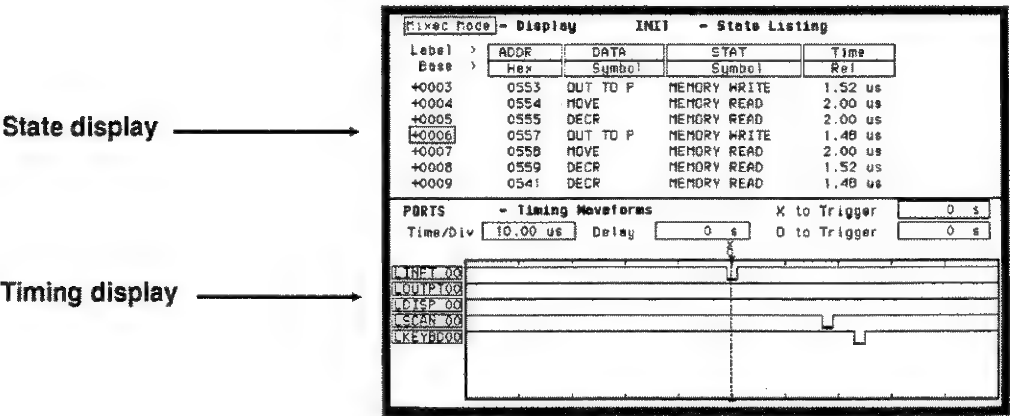 Mixed Mode - Display INIT - State Listing
Label > ADDR DATA STAT Time
Base > Hex Symbol Symbol Rel
+0003 0553 OUT TO P MEMORY WRITE 1.52 us
+0004 0554 MOVE MEMORY READ 2.00 us
+0005 0555 DECR MEMORY READ 2.00 us
State display
+0006 0557 OUT TO P MEMORY WRITE 1.48 us
+0007 0558 MOVE MEMORY READ 2.00 us
+0008 0559 DECR MEMORY READ 1.52 us
+0009 0541 DECR MEMORY READ 1.48 us
PORTS - Timing Waveforms X to Trigger 0 s
Time/Div 10.00 us Delay 0 s O to Trigger 0 s
Timing display
LOUTPT00
LDISP 00
LSCAN 00
LKEYBD00